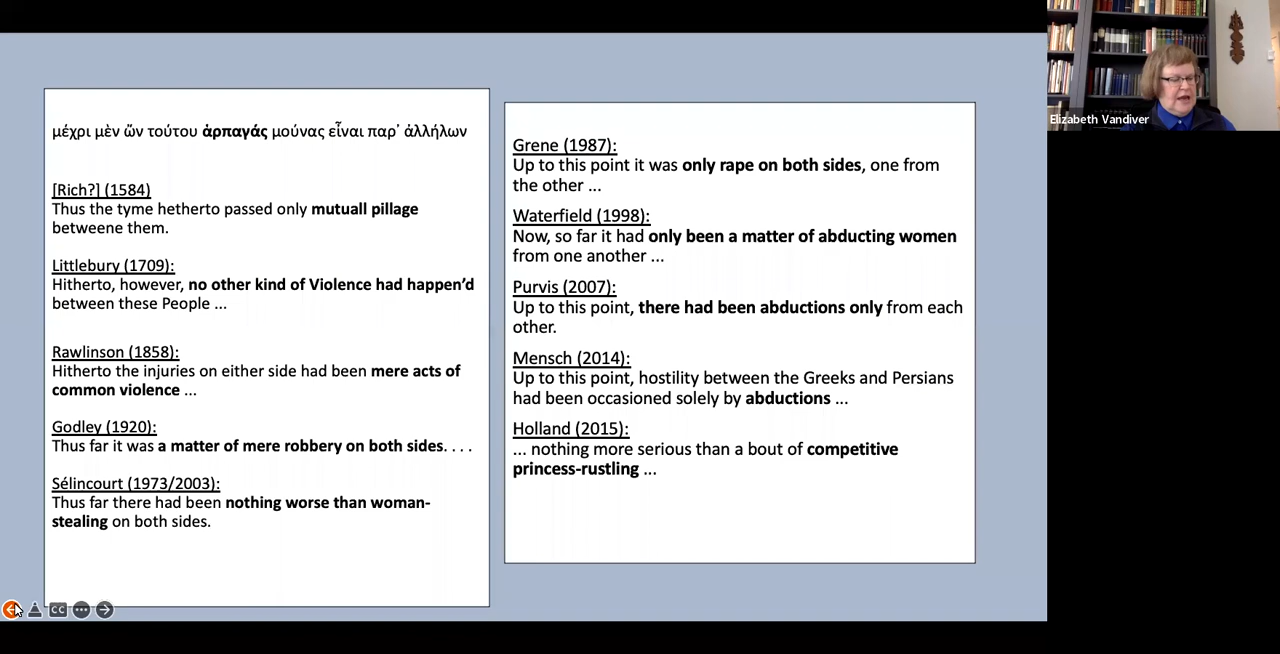 μέχρι μὲν ὤν τούτου ἁρπαγάς μούνας εἶναι παρ᾽ ἀλλήλων
[Rich?] (1584)
Thus the tyme hetherto passed only mutuall pillage
betweene them.
Littlebury (1709):
Hitherto, however, no other kind of Violence had happen’d
between these People ...
Rawlinson (1858):
Hitherto the injuries on either side had been mere acts of
common violence ...
Godley (1920):
Thus far it was a matter of mere robbery on both sides. . . .
Sélincourt (1973/2003):
Thus far there had been nothing worse than woman-
stealing on both sides.
Grene (1987):
Up to this point it was only rape on both sides, one from
the other ...
Waterfield (1998):
Now, so far it had only been a matter of abducting women
from one another ...
Purvis (2007):
Up to this point, there had been abductions only from each
other.
Mensch (2014):
Up to this point, hostility between the Greeks and Persians
had been occasioned solely by abductions ...
Holland (2015):
... nothing more serious than a bout of competitive
princess-rustling ...
Elizabeth Vandiver
CC